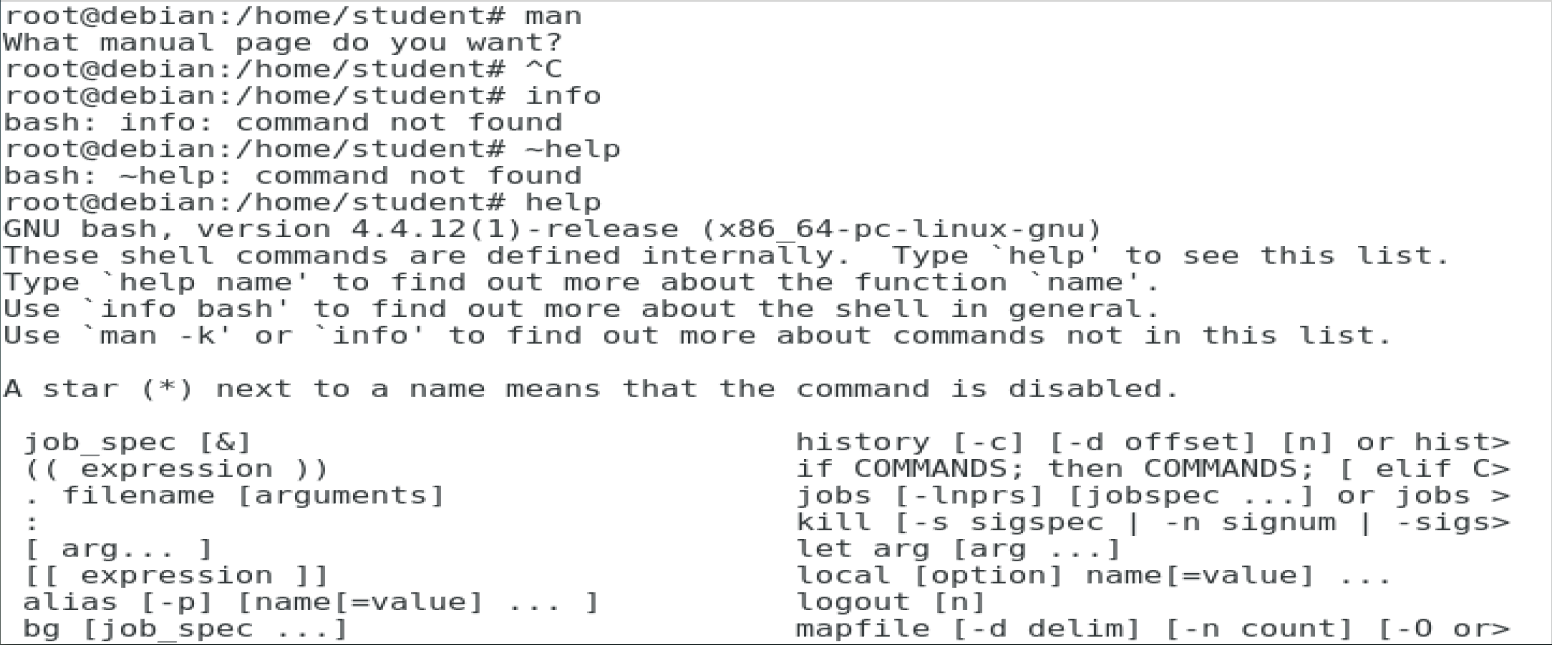 root@debian:/home/student# man
What manual page do you want?
root@debian:/home/student# ^C
root@debian:/home/student# info
bash: info: command not found
root@debian:/home/student# ~help
bash: ~help: command not found
root@debian:/home/student# help
GNU bash, version 4.4.12(1)-release (x86_64-pc-linux-gnu)
These shell commands are defined internally.  Type `help' to see this list.
Type `help name' to find out more about the function `name'.
Use `info bash' to find out more about the shell in general.
Use `man -k' or `info' to find out more about commands not in this list.

A star (*) next to a name means that the command is disabled.

 job_spec [&]                            history [-c] [-d offset] [n] or hist>
 (( expression ))                        if COMMANDS; then COMMANDS; [ elif C>
 . filename [arguments]                  jobs [-lnprs] [jobspec ...] or jobs >
 :                                       kill [-s sigspec | -n signum | -sigs>
 [ arg... ]                              let arg [arg ...]
 [[ expression ]]                        local [option] name[=value] ...
 alias [-p] [name[=value] ... ]          logout [n]
 bg [job_spec ...]                       mapfile [-d delim] [-n count] [-O or>